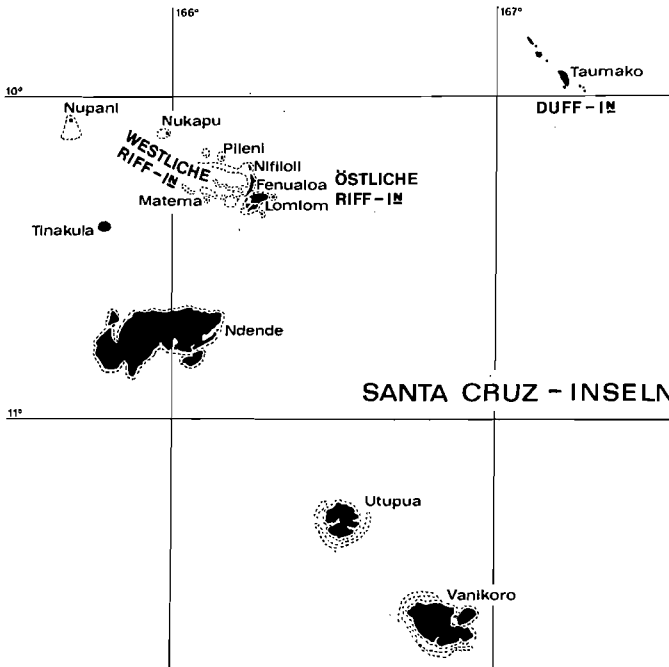 166°
167°
Taumako
DUFF-IN
10°
Nupani
Nukapu
Pileni
WESTLICHE
RIFF-IN
Nifiloli
Fenualoa
ÖSTLICHE
RIFF-IN
Matema
Lomlom
Tinakula
Ndende
SANTA CRUZ-INSELN
11°
Utupua
Vanikoro